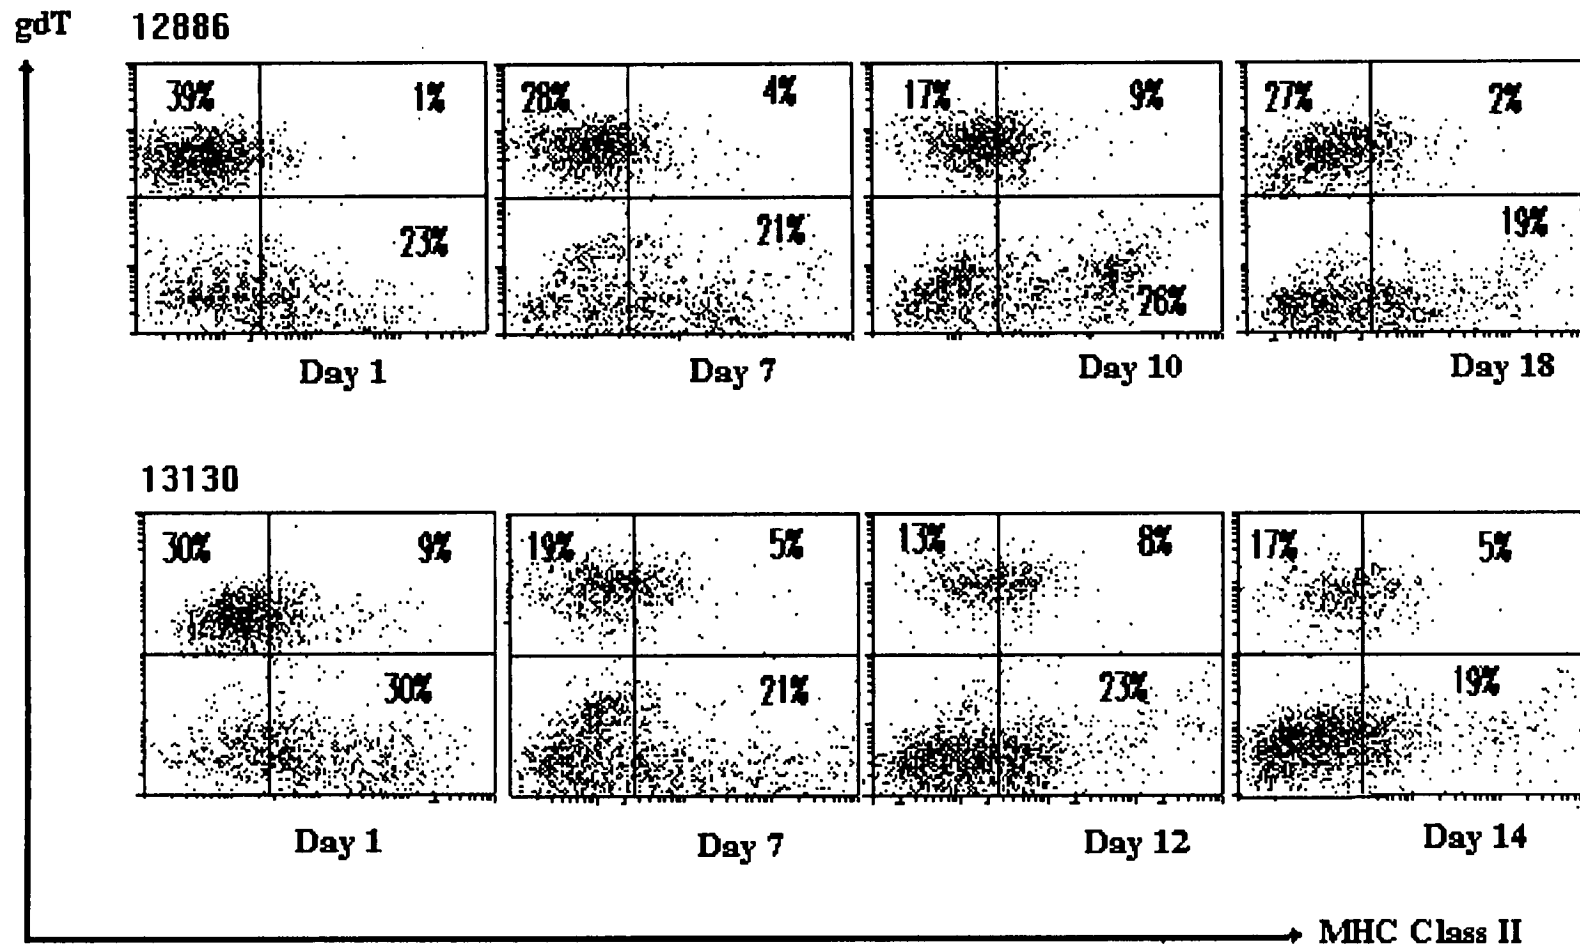 gdT
12886
39% 1% 28% 4% 17% 9% 27% 2%
23% 21% 26% 19%
Day 1 Day 7 Day 10 Day 18
13130
30% 9% 19% 5% 13% 8% 17% 5%
30% 21% 23% 19%
Day 1 Day 7 Day 12 Day 14
MHC Class II